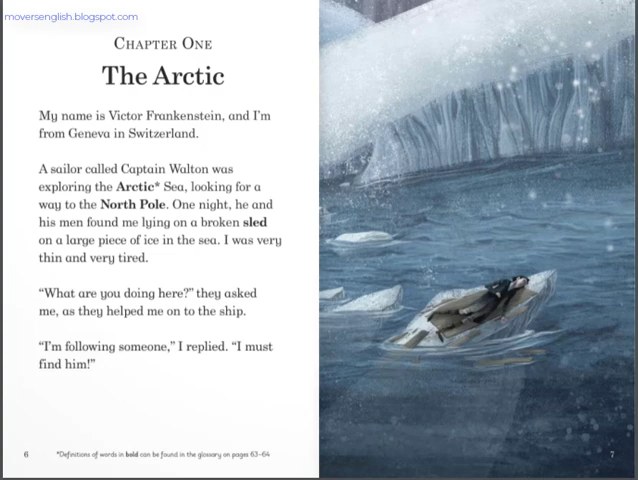 moversenglish.blogspot.com
CHAPTER ONE
The Arctic
My name is Victor Frankenstein, and I'm
from Geneva in Switzerland.
A sailor called Captain Walton was
exploring the Arctic* Sea, looking for a
way to the North Pole. One night, he and
his men found me lying on a broken sled
on a large piece of ice in the sea. I was very
thin and very tired.
“What are you doing here?” they asked
me, as they helped me on to the ship.
“I'm following someone,” I replied. “I must
find him!”
6
*Definitions of words in bold can be found in the glossary on pages 63–64
7